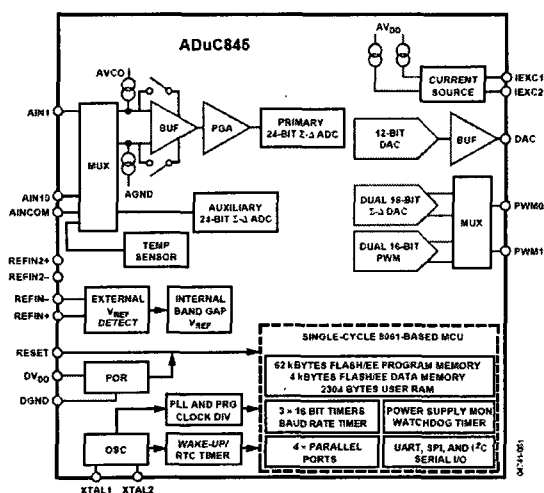 ADuC845
AVDD
AVCO
IEXC1
CURRENT
SOURCE
IEXC2
AIN1
BUF
PGA
PRIMARY
24-BIT Σ-Δ ADC
12-BIT
DAC
BUF
DAC
MUX
AGND
AIN10
AINCOM
AUXILIARY
24-BIT Σ-Δ ADC
DUAL 16-BIT
Σ-Δ DAC
MUX
PWM0
DUAL 16-BIT
PWM
PWM1
TEMP
SENSOR
REFIN2+
REFIN2–
REFIN–
REFIN+
EXTERNAL
VREF
DETECT
INTERNAL
BAND GAP
VREF
RESET
DVDD
DGND
POR
SINGLE-CYCLE 8061-BASED MCU
62 kBYTES FLASH/EE PROGRAM MEMORY
4 kBYTES FLASH/EE DATA MEMORY
2304 BYTES USER RAM
PLL AND PRG
CLOCK DIV
3 × 16 BIT TIMERS
BAUD RATE TIMER
POWER SUPPLY MON
WATCHDOG TIMER
OSC
WAKE-UP/
RTC TIMER
4 × PARALLEL
PORTS
UART, SPI, AND I2C
SERIAL I/O
XTAL1
XTAL2